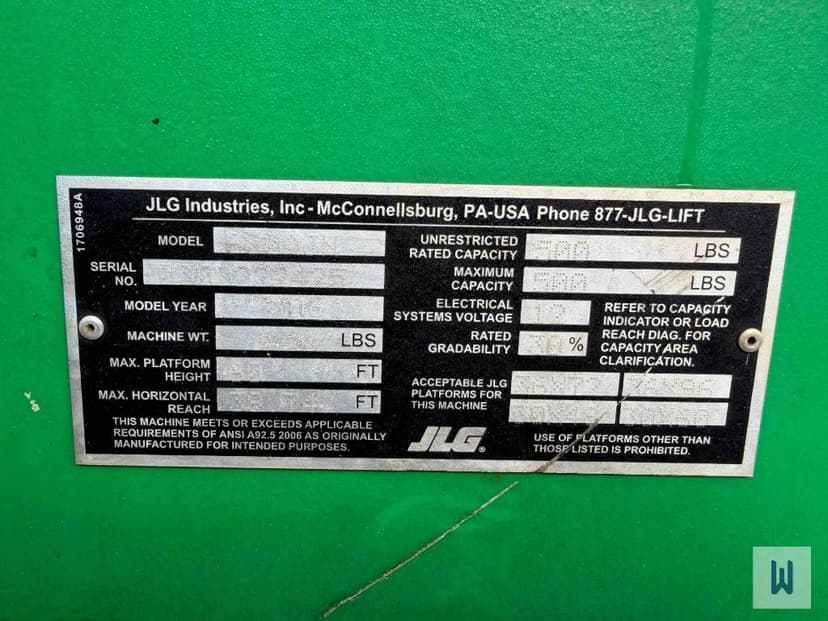 1706948A
JLG Industries, Inc - McConnellsburg, PA-USA Phone 877-JLG-LIFT
MODEL
SERIAL
NO.
MODEL YEAR
MACHINE WT. LBS
MAX. PLATFORM
HEIGHT FT
MAX. HORIZONTAL
REACH FT
THIS MACHINE MEETS OR EXCEEDS APPLICABLE
REQUIREMENTS OF ANSI A92.5 2006 AS ORIGINALLY
MANUFACTURED FOR INTENDED PURPOSES.
UNRESTRICTED
RATED CAPACITY 500 LBS
MAXIMUM
CAPACITY 500 LBS
ELECTRICAL
SYSTEMS VOLTAGE 12
RATED
GRADABILITY %
REFER TO CAPACITY
INDICATOR OR LOAD
REACH DIAG. FOR
CAPACITY AREA
CLARIFICATION.
ACCEPTABLE JLG
PLATFORMS FOR
THIS MACHINE
JLG
USE OF PLATFORMS OTHER THAN
THOSE LISTED IS PROHIBITED.
W